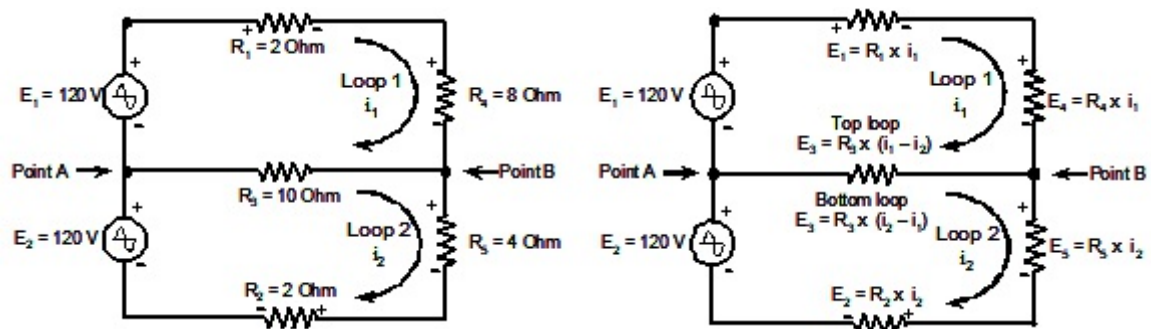 R₁ = 2 Ohm
Loop 1
i₁
E₁ = 120 V
R₄ = 8 Ohm
Point A
Point B
R₃ = 10 Ohm
Loop 2
i₂
E₂ = 120 V
R₅ = 4 Ohm
R₂ = 2 Ohm
E₁ = R₁ x i₁
Loop 1
i₁
E₁ = 120 V
E₄ = R₄ x i₁
Top loop
E₃ = R₃ x (i₁ – i₂)
Point A
Point B
Bottom loop
E₃ = R₃ x (i₂ – i₁)
Loop 2
i₂
E₂ = 120 V
E₅ = R₅ x i₂
E₂ = R₂ x i₂